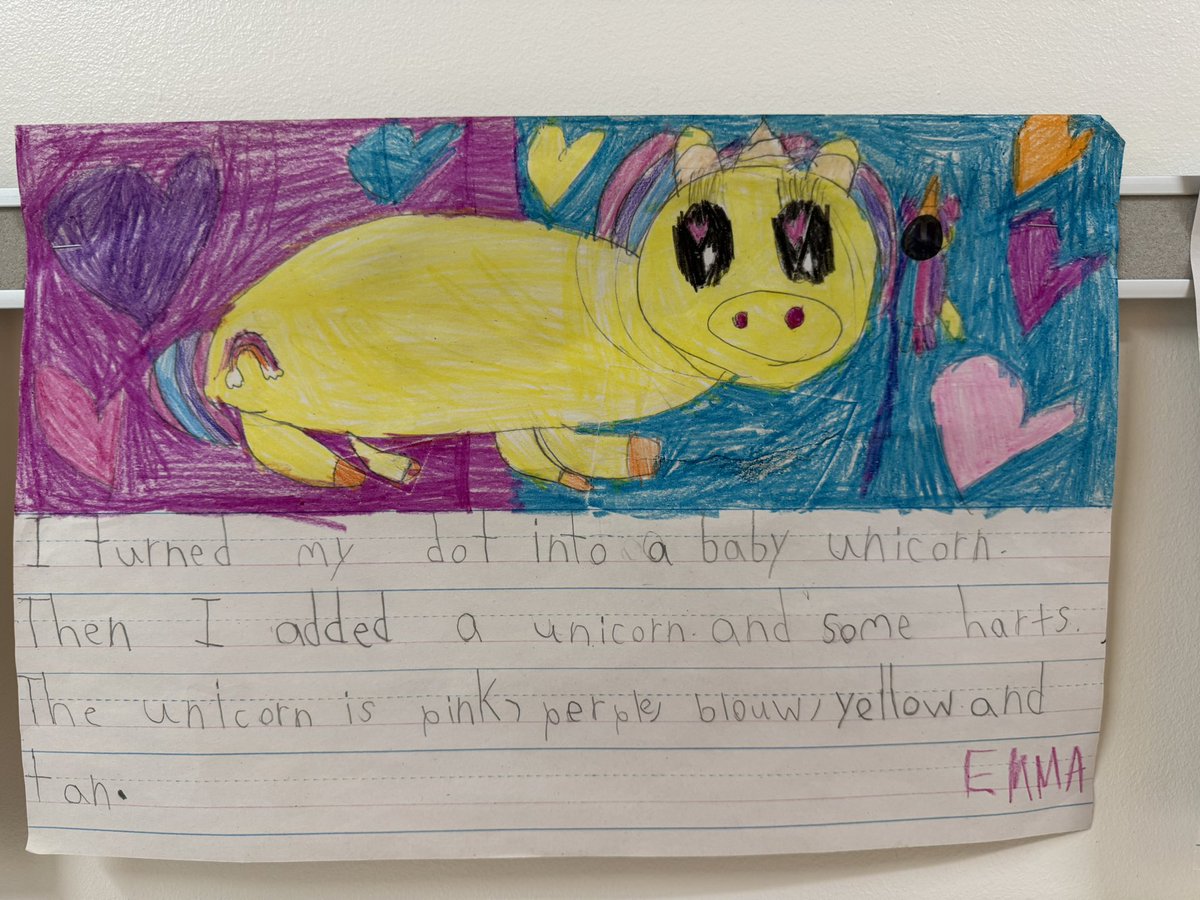 I turned my dot into a baby unicorn.
Then I added a unicorn. and some harts.
The unicorn is pink, perple, blouw, yellow and
tan.
EMMA